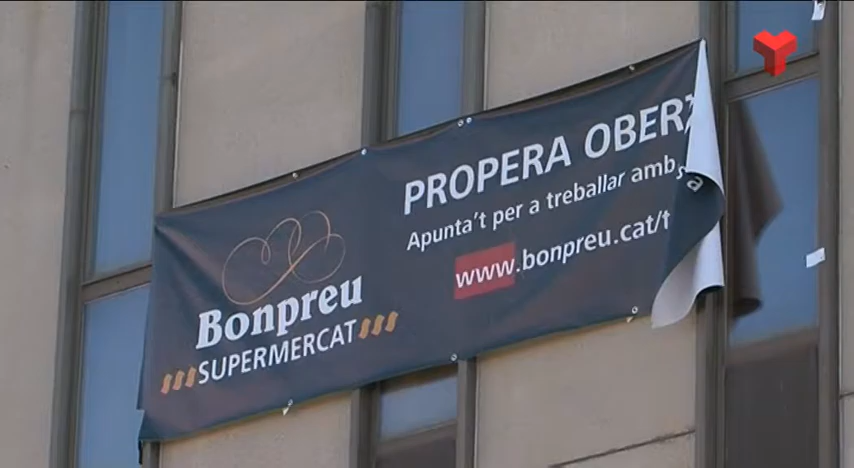 Bonpreu
SUPERMERCAT
PROPERA OBER
Apunta't per a treballar amb
www.bonpreu.cat/t